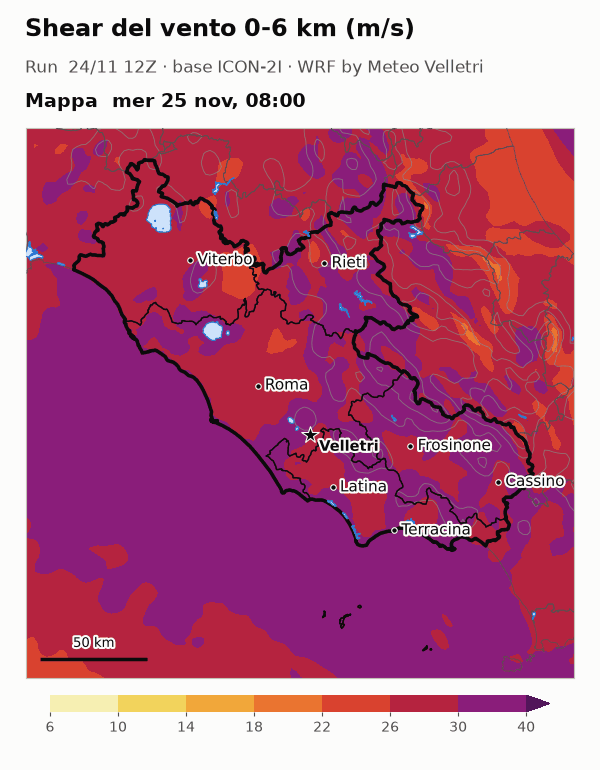 Shear del vento 0-6 km (m/s)
Run 24/11 12Z · base ICON-2I · WRF by Meteo Velletri
Mappa mer 25 nov, 08:00
Viterbo
Rieti
Roma
Velletri
Frosinone
Latina
Cassino
Terracina
50 km
6 10 14 18 22 26 30 40